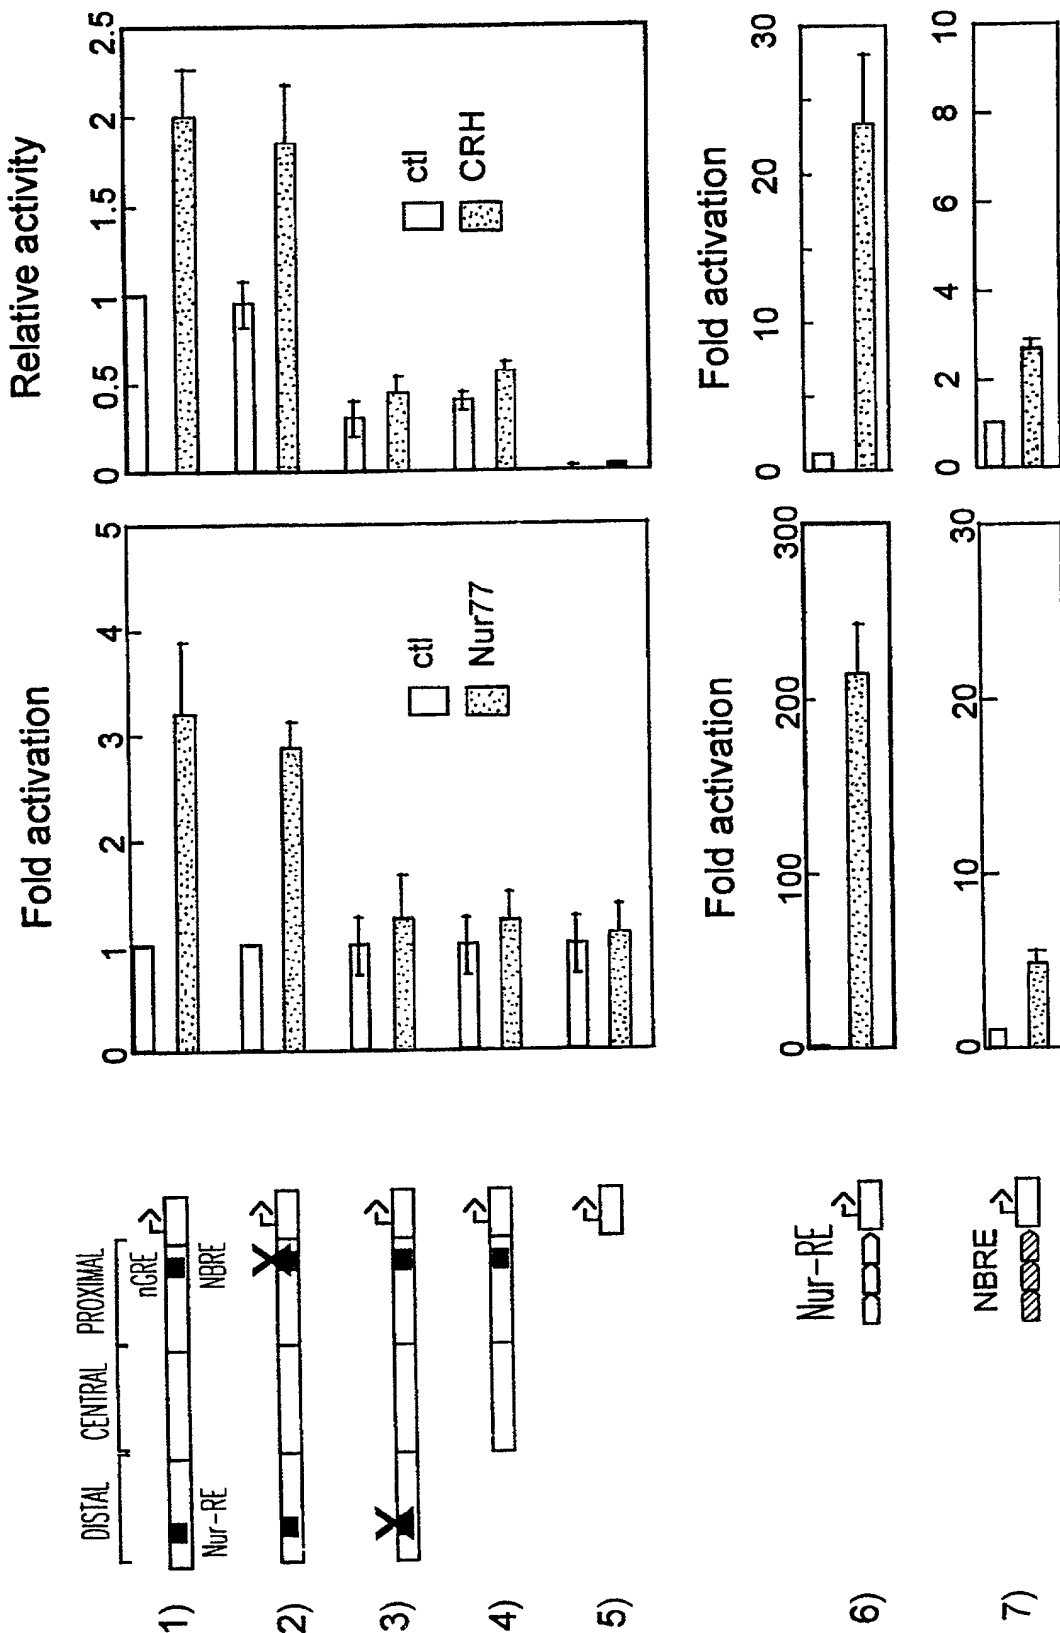 DISTAL CENTRAL PROXIMAL
Nur-RE
nGRE
NBRE
1)
2)
3)
4)
5)
Fold activation
0 1 2 3 4 5
ctl
Nur77
Relative activity
0 0.5 1 1.5 2 2.5
ctl
CRH
6)
Nur-RE
Fold activation
0 100 200 300
Fold activation
0 10 20 30
7)
NBRE
0 10 20 30
0 2 4 6 8 10